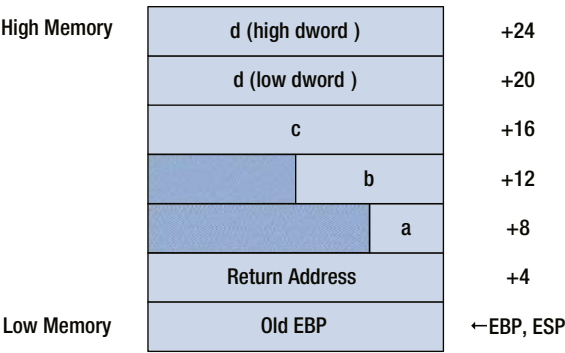 High Memory d (high dword ) +24
d (low dword ) +20
c +16
b +12
a +8
Return Address +4
Low Memory Old EBP ←EBP, ESP